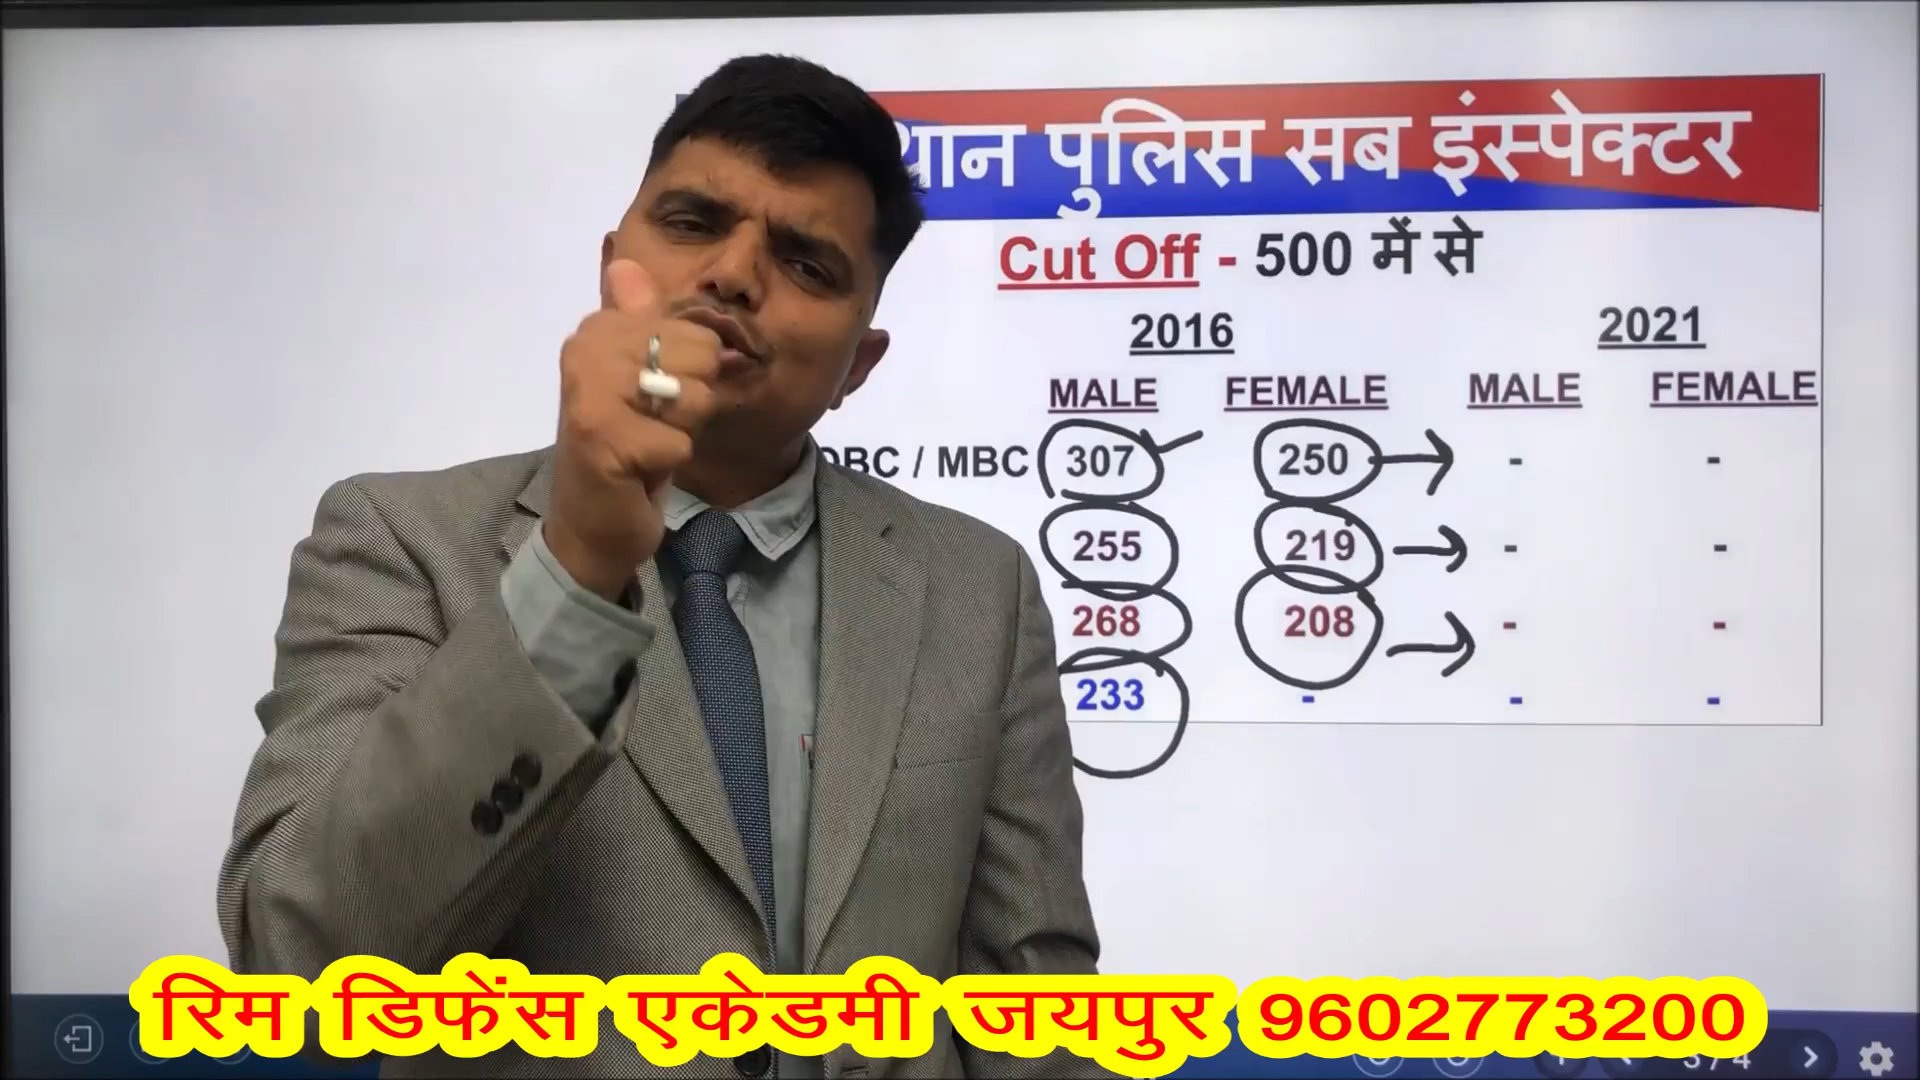 पुलिस सब इंस्पेक्टर
Cut Off - 500 में से
2016 2021
MALE FEMALE MALE FEMALE
/ MBC 307 250 - -
255 219 - -
268 208 - -
233 - - -
रिम डिफेंस एकेडमी जयपुर 9602773200